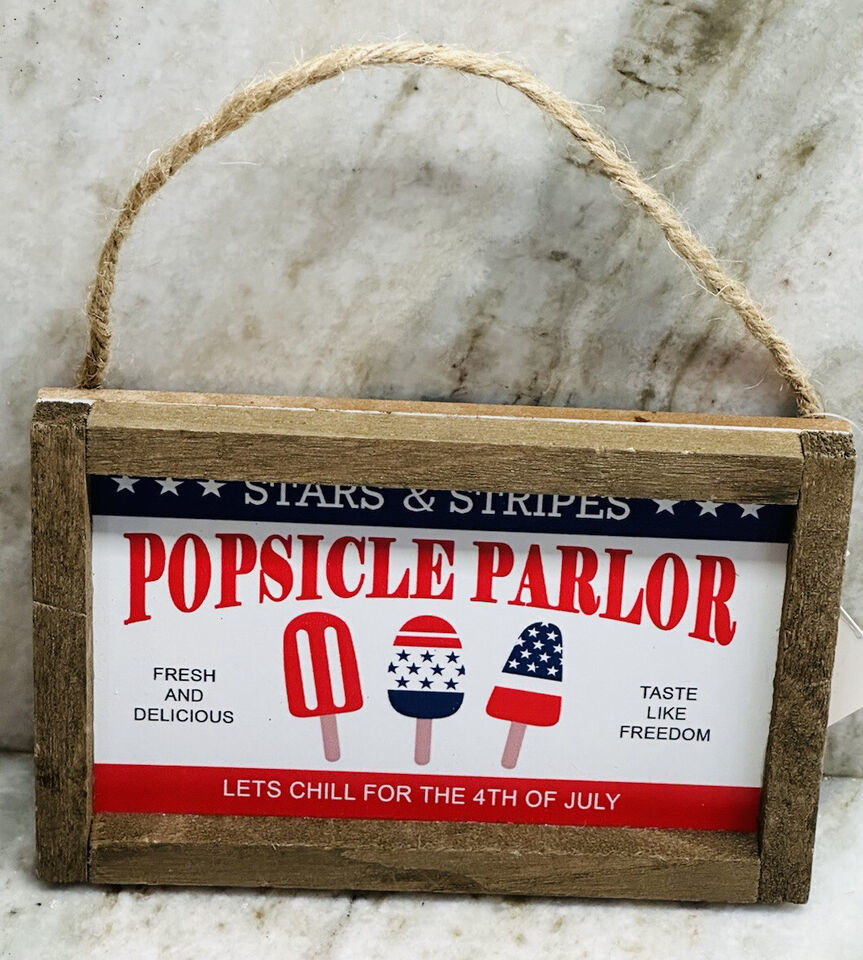 STARS & STRIPES
POPSICLE PARLOR
FRESH
AND
DELICIOUS
TASTE
LIKE
FREEDOM
LETS CHILL FOR THE 4TH OF JULY